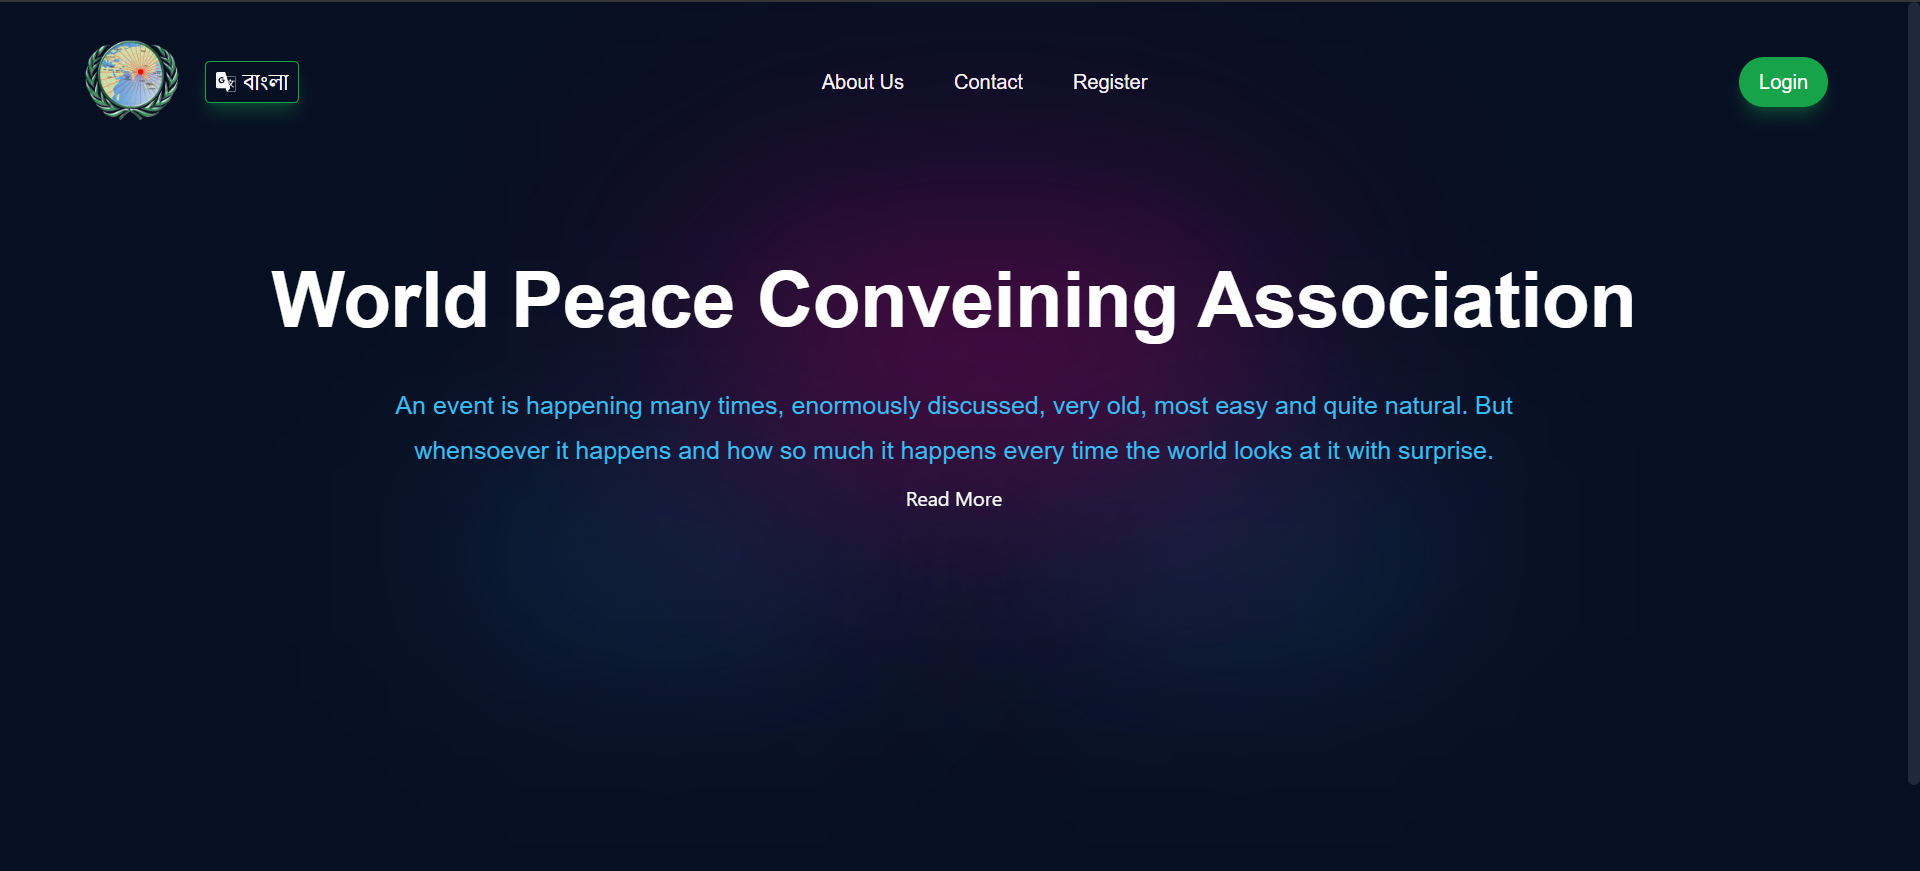 বাংলা
About Us
Contact
Register
Login
World Peace Conveining Association
An event is happening many times, enormously discussed, very old, most easy and quite natural. But
whensoever it happens and how so much it happens every time the world looks at it with surprise.
Read More